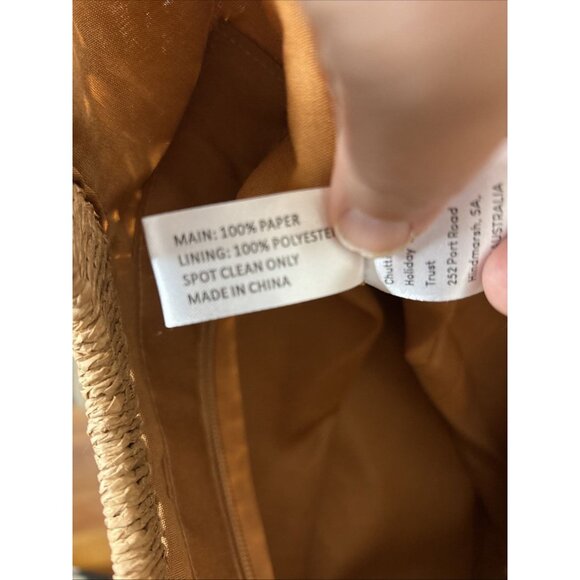 MAIN: 100% PAPER
LINING: 100% POLYESTER
SPOT CLEAN ONLY
MADE IN CHINA
Holiday
Trust
252 Port Road
Hindmarsh, SA,
AUSTRALIA